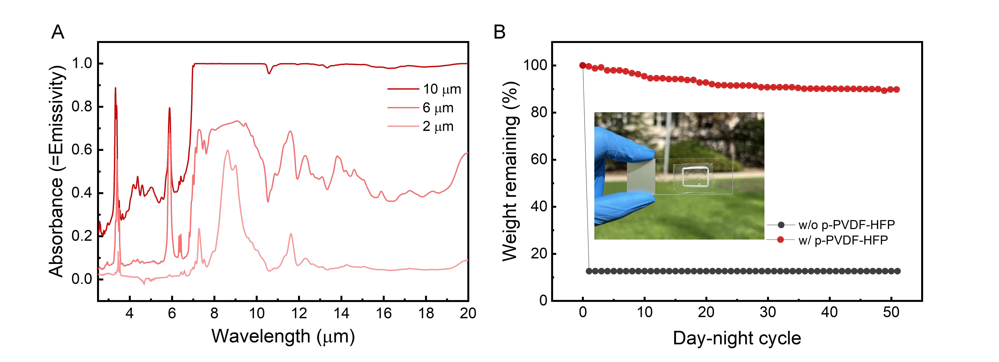 A
Absorbance (=Emissivity)
1.0
0.8
0.6
0.4
0.2
0.0
10 μm
6 μm
2 μm
4 6 8 10 12 14 16 18 20
Wavelength (μm)
B
Weight remaining (%)
100
80
60
40
20
0
w/o p-PVDF-HFP
w/ p-PVDF-HFP
0 10 20 30 40 50
Day-night cycle